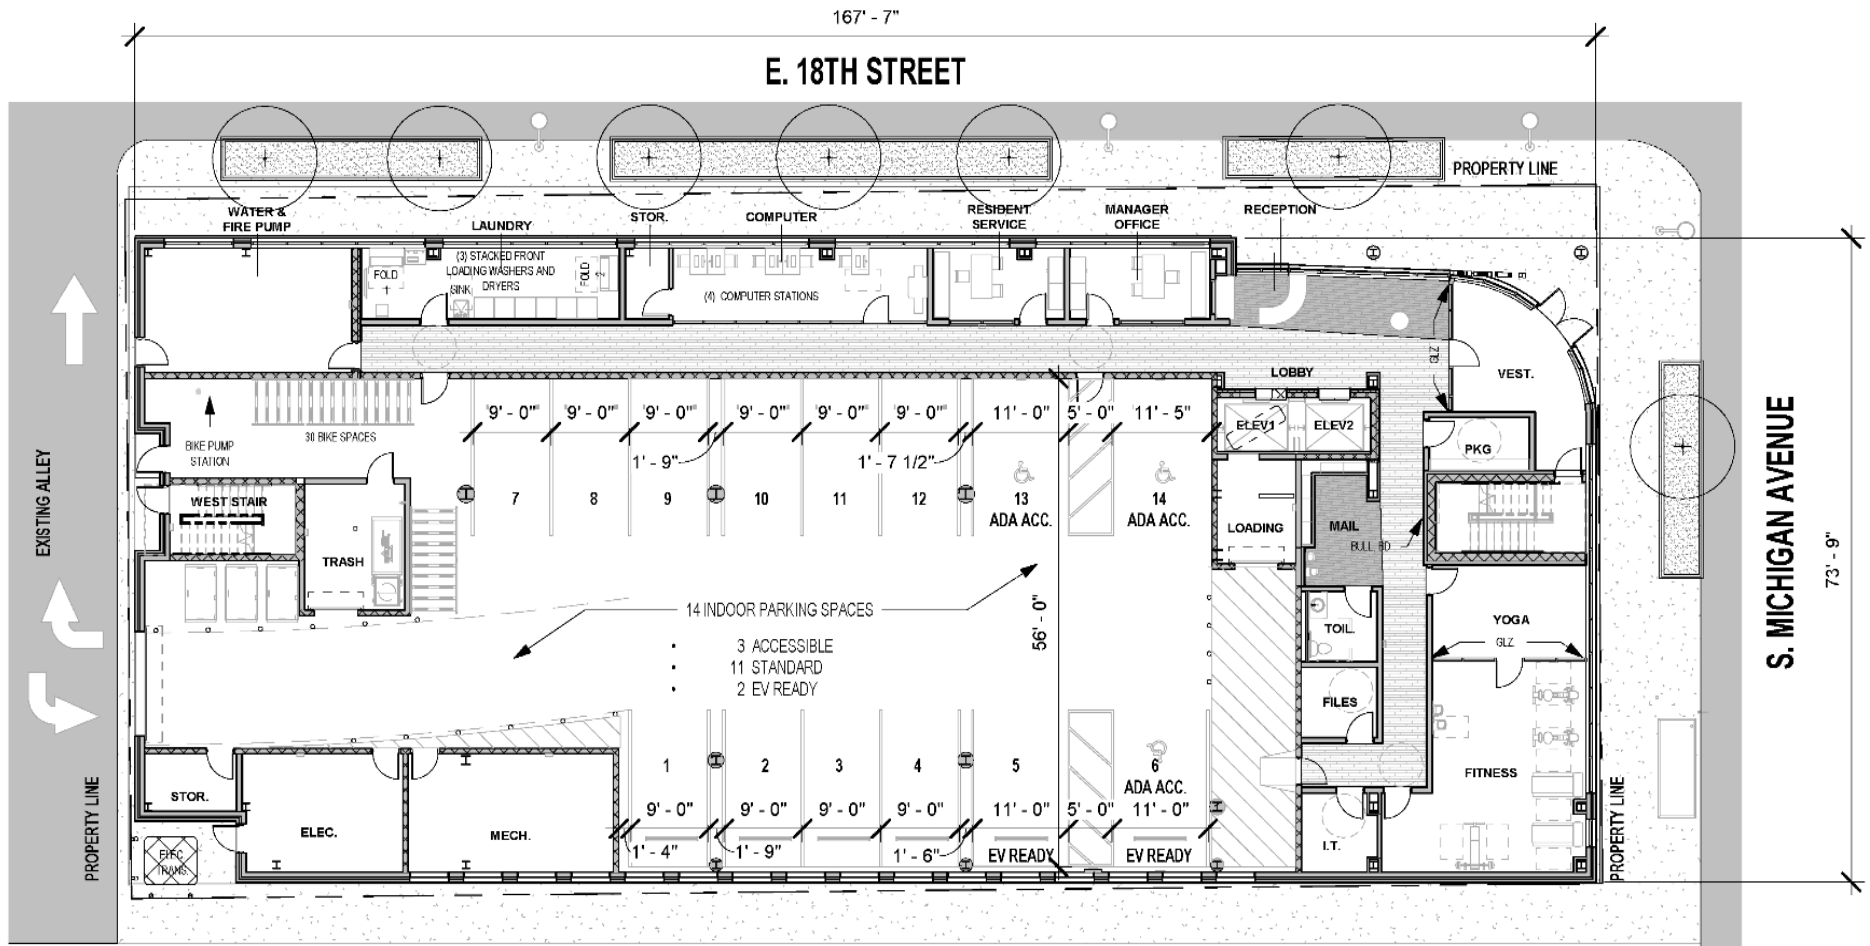 167' - 7"
E. 18TH STREET
PROPERTY LINE
WATER &
FIRE PUMP
LAUNDRY
STOR.
COMPUTER
RESIDENT
SERVICE
MANAGER
OFFICE
RECEPTION
(3) STACKED FRONT
LOADING WASHERS AND
DRYERS
FOLD
SINK
FOLD
2
(4) COMPUTER STATIONS
GLZ
LOBBY
VEST.
9' - 0"
9' - 0"
9' - 0"
9' - 0"
9' - 0"
9' - 0"
11' - 0"
5' - 0"
11' - 5"
ELEV1
ELEV2
30 BIKE SPACES
BIKE PUMP
STATION
1' - 9"
1' - 7 1/2"
PKG
EXISTING ALLEY
WEST STAIR
7
8
9
10
11
12
13
ADA ACC.
14
ADA ACC.
LOADING
MAIL
BULL. BD
S. MICHIGAN AVENUE
73' - 9"
TRASH
14 INDOOR PARKING SPACES
• 3 ACCESSIBLE
• 11 STANDARD
• 2 EV READY
56' - 0"
TOIL.
YOGA
GLZ
FILES
1
2
3
4
5
6
ADA ACC.
FITNESS
STOR.
PROPERTY LINE
ELEC.
MECH.
9' - 0"
9' - 0"
9' - 0"
9' - 0"
11' - 0"
5' - 0"
11' - 0"
1' - 4"
1' - 9"
1' - 6"
EV READY
EV READY
I.T.
PROPERTY LINE
ELEC
TRANS.